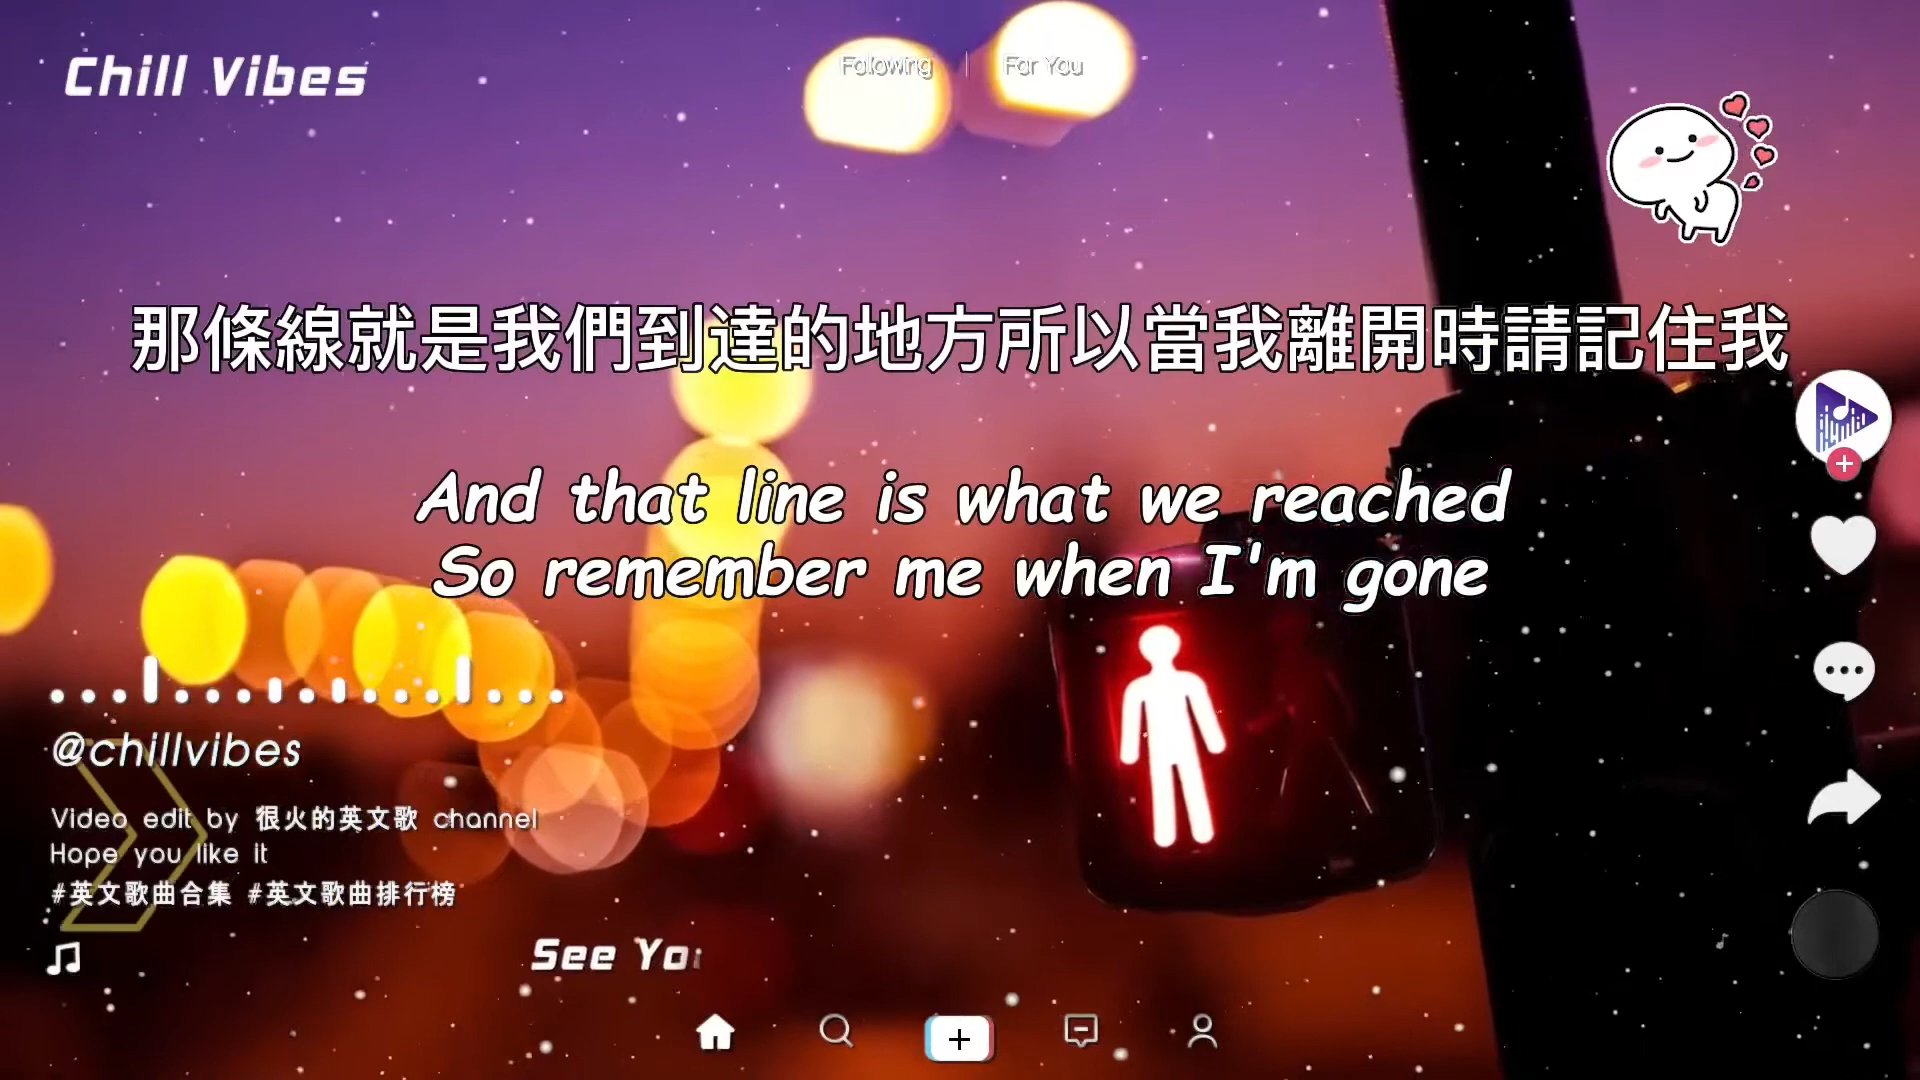 Chill Vibes
Following | For You
那條線就是我們到達的地方所以當我離開時請記住我
And that line is what we reached
So remember me when I'm gone
@chillvibes
Video edit by 很火的英文歌 channel
Hope you like it
#英文歌曲合集 #英文歌曲排行榜
See